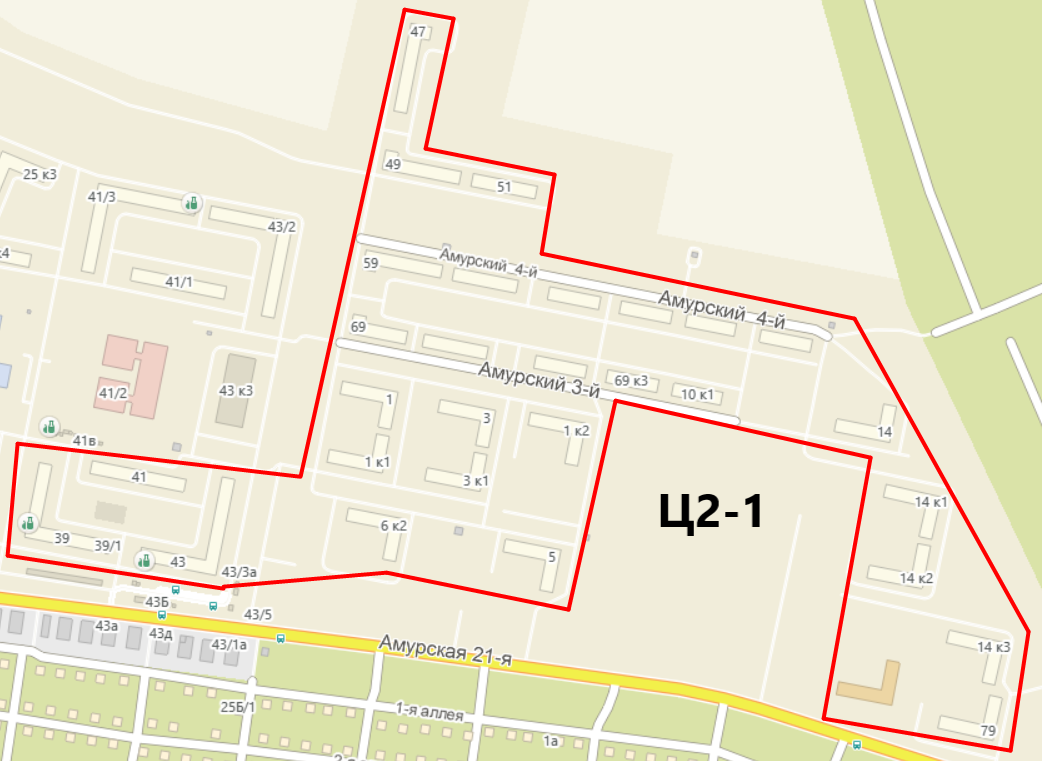 47
49
51
25 к3
41/3
43/2
41/1
59
Амурский 4-й
Амурский 4-й
69
Амурский 3-й
69 к3
10 к1
41/2
43 к3
1
3
1 к2
14
41в
1 к1
3 к1
41
14 к1
Ц2-1
6 к2
39
39/1
43
5
43/3а
14 к2
43Б
43/5
43а
43д
43/1а
Амурская 21-я
14 к3
79
25Б/1
1-я аллея
1а